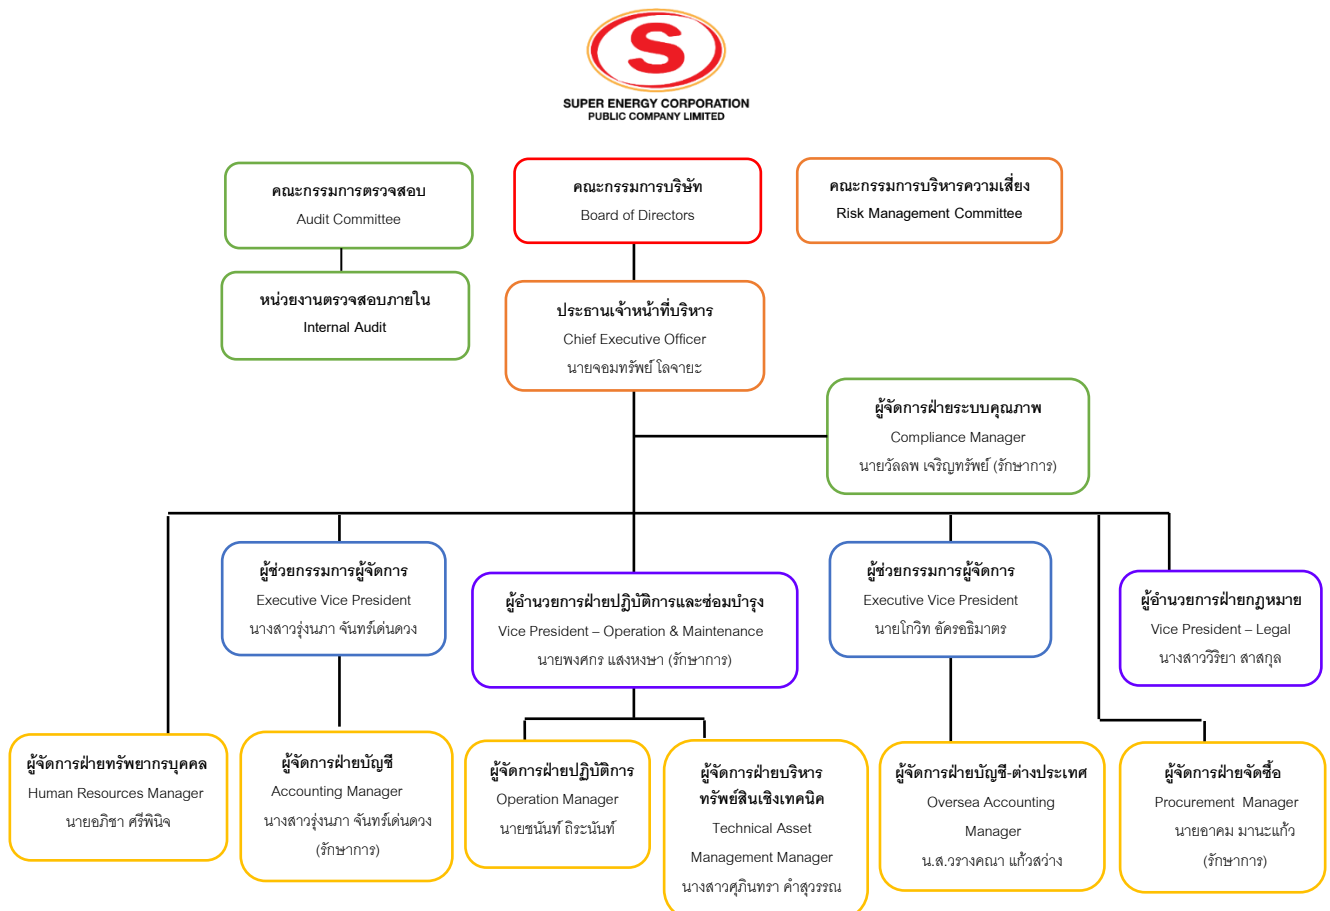 S
SUPER ENERGY CORPORATION
PUBLIC COMPANY LIMITED
คณะกรรมการตรวจสอบ
Audit Committee
คณะกรรมการบริษัท
Board of Directors
คณะกรรมการบริหารความเสี่ยง
Risk Management Committee
หน่วยงานตรวจสอบภายใน
Internal Audit
ประธานเจ้าหน้าที่บริหาร
Chief Executive Officer
นายจอมทรัพย์ โลจายะ
ผู้จัดการฝ่ายระบบคุณภาพ
Compliance Manager
นายวัลลพ เจริญทรัพย์ (รักษาการ)
ผู้ช่วยกรรมการผู้จัดการ
Executive Vice President
นางสาวรุ่งนภา จันทร์เด่นดวง
ผู้อำนวยการฝ่ายปฏิบัติการและซ่อมบำรุง
Vice President – Operation & Maintenance
นายพงศกร แสงหงษา (รักษาการ)
ผู้ช่วยกรรมการผู้จัดการ
Executive Vice President
นายโกวิท อัครอธิมาตร
ผู้อำนวยการฝ่ายกฎหมาย
Vice President – Legal
นางสาววิริยา สาสกุล
ผู้จัดการฝ่ายทรัพยากรบุคคล
Human Resources Manager
นายอภิชา ศรีพินิจ
ผู้จัดการฝ่ายบัญชี
Accounting Manager
นางสาวรุ่งนภา จันทร์เด่นดวง
(รักษาการ)
ผู้จัดการฝ่ายปฏิบัติการ
Operation Manager
นายชนันท์ ถิระนันท์
ผู้จัดการฝ่ายบริหาร
ทรัพย์สินเชิงเทคนิค
Technical Asset
Management Manager
นางสาวศุภินทรา คำสุวรรณ
ผู้จัดการฝ่ายบัญชี-ต่างประเทศ
Oversea Accounting
Manager
น.ส.วรางคณา แก้วสว่าง
ผู้จัดการฝ่ายจัดซื้อ
Procurement Manager
นายอาคม มานะแก้ว
(รักษาการ)